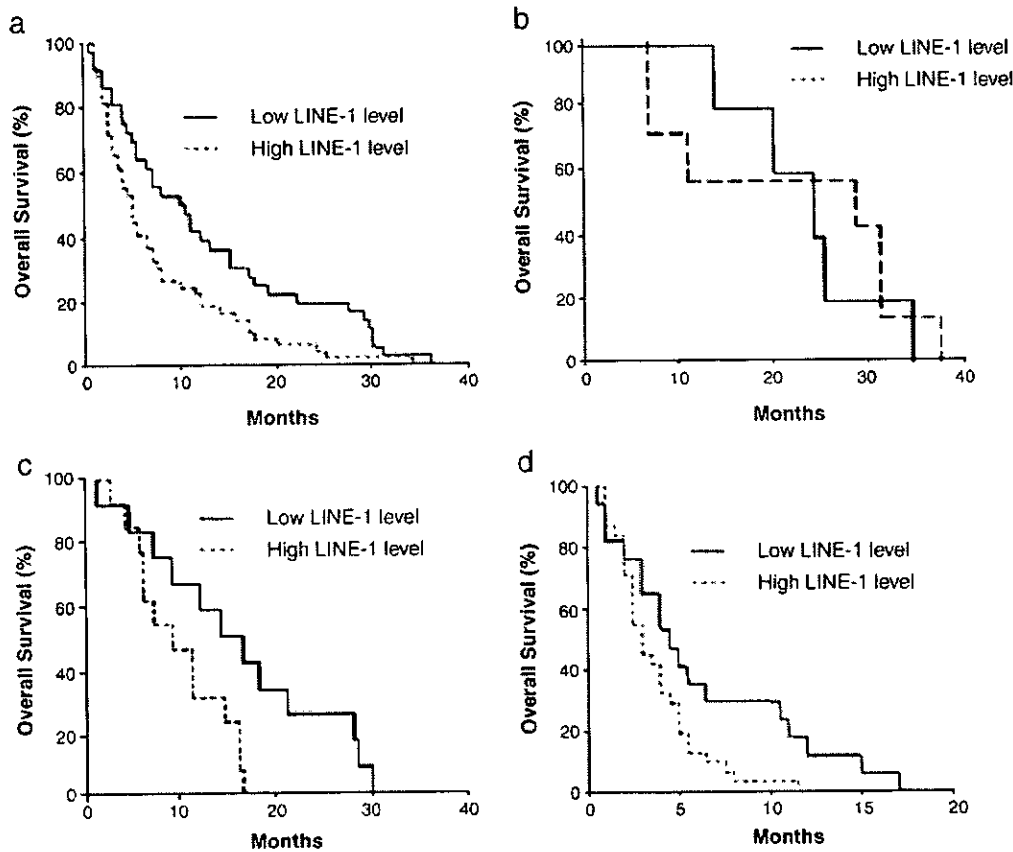 a
Overall Survival (%)
100
80
60
40
20
0
Low LINE-1 level
High LINE-1 level
0 10 20 30 40
Months
b
Overall Survival (%)
100
80
60
40
20
0
Low LINE-1 level
High LINE-1 level
0 10 20 30 40
Months
c
Overall Survival (%)
100
80
60
40
20
0
Low LINE-1 level
High LINE-1 level
0 10 20 30 40
Months
d
Overall Survival (%)
100
80
60
40
20
0
Low LINE-1 level
High LINE-1 level
0 5 10 15 20
Months